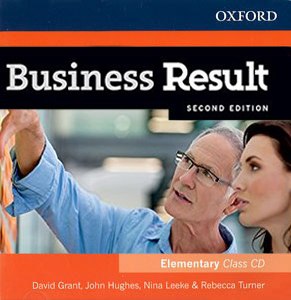 OXFORD
Business Result
SECOND EDITION
Elementary Class CD
David Grant, John Hughes, Nina Leeke & Rebecca Turner